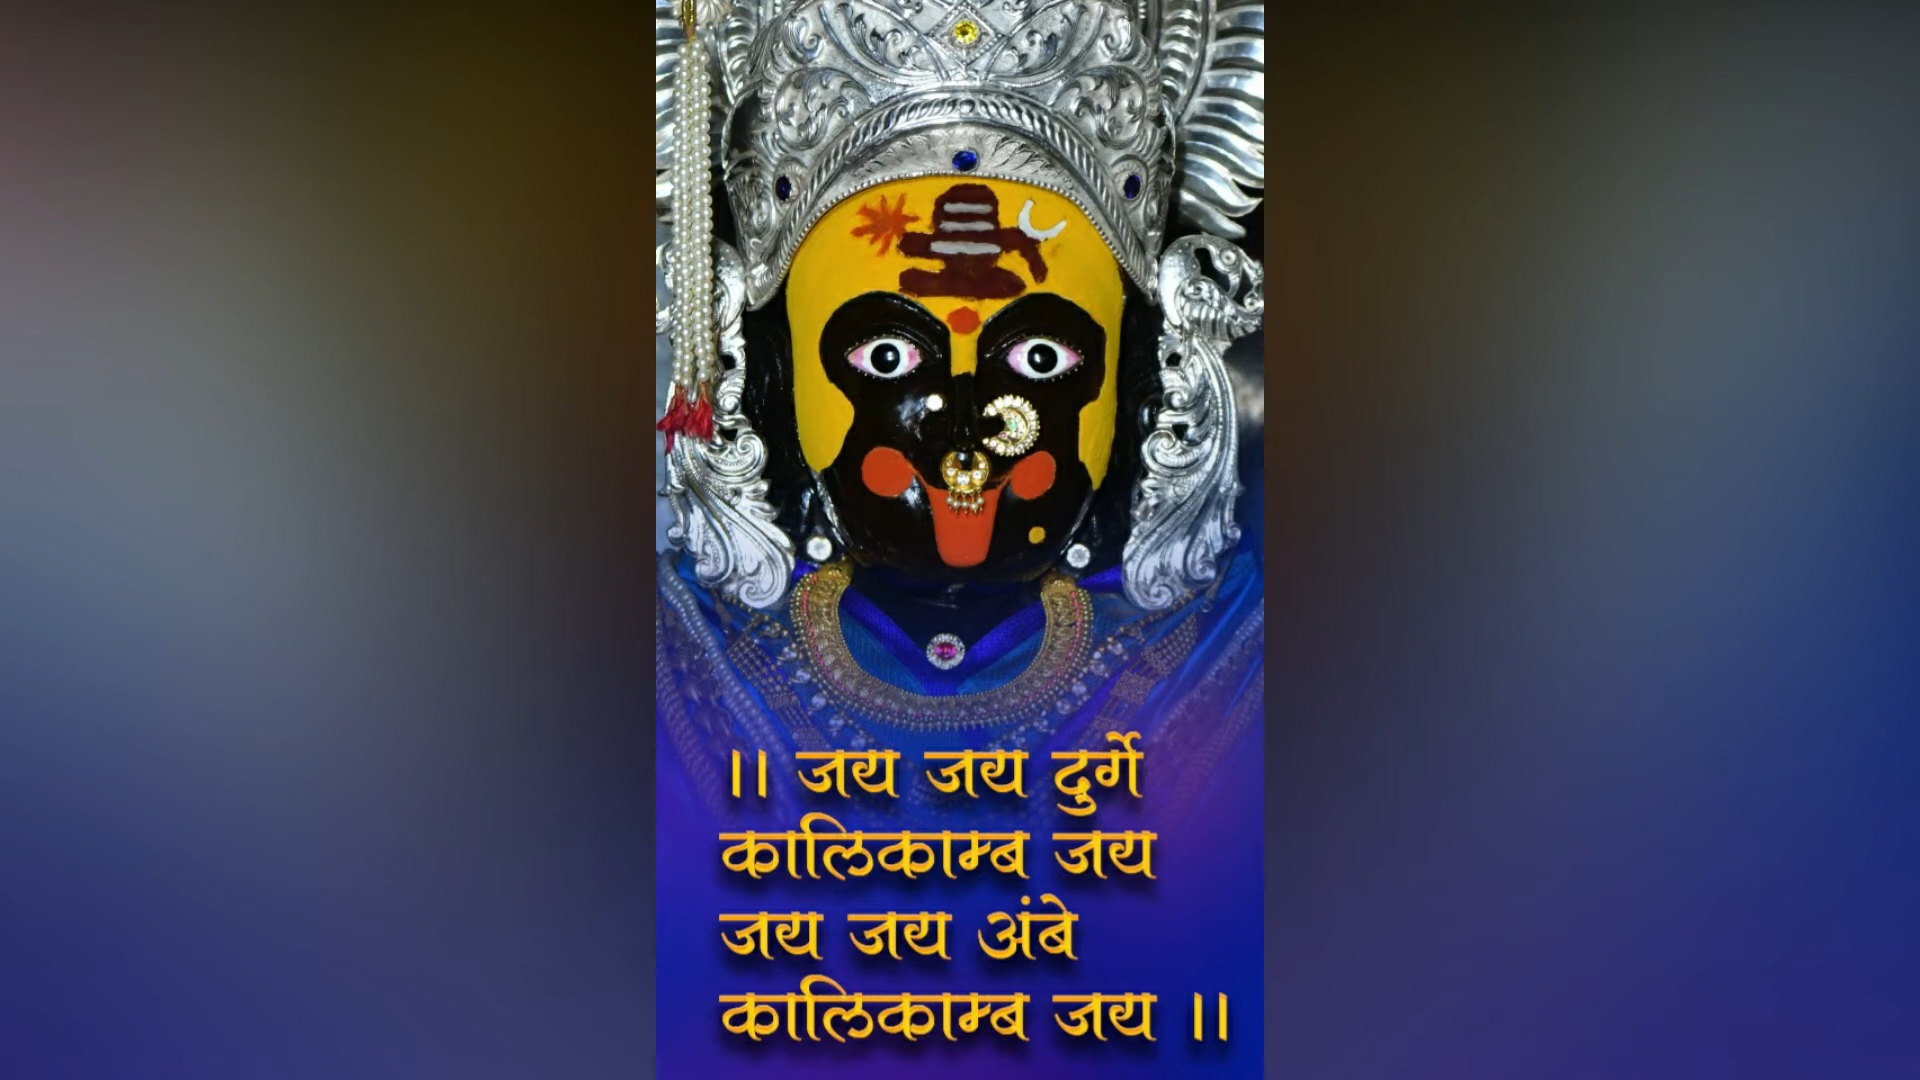 ।। जय जय दुर्गे
कालिकाम्ब जय
जय जय अंबे
कालिकाम्ब जय ।।